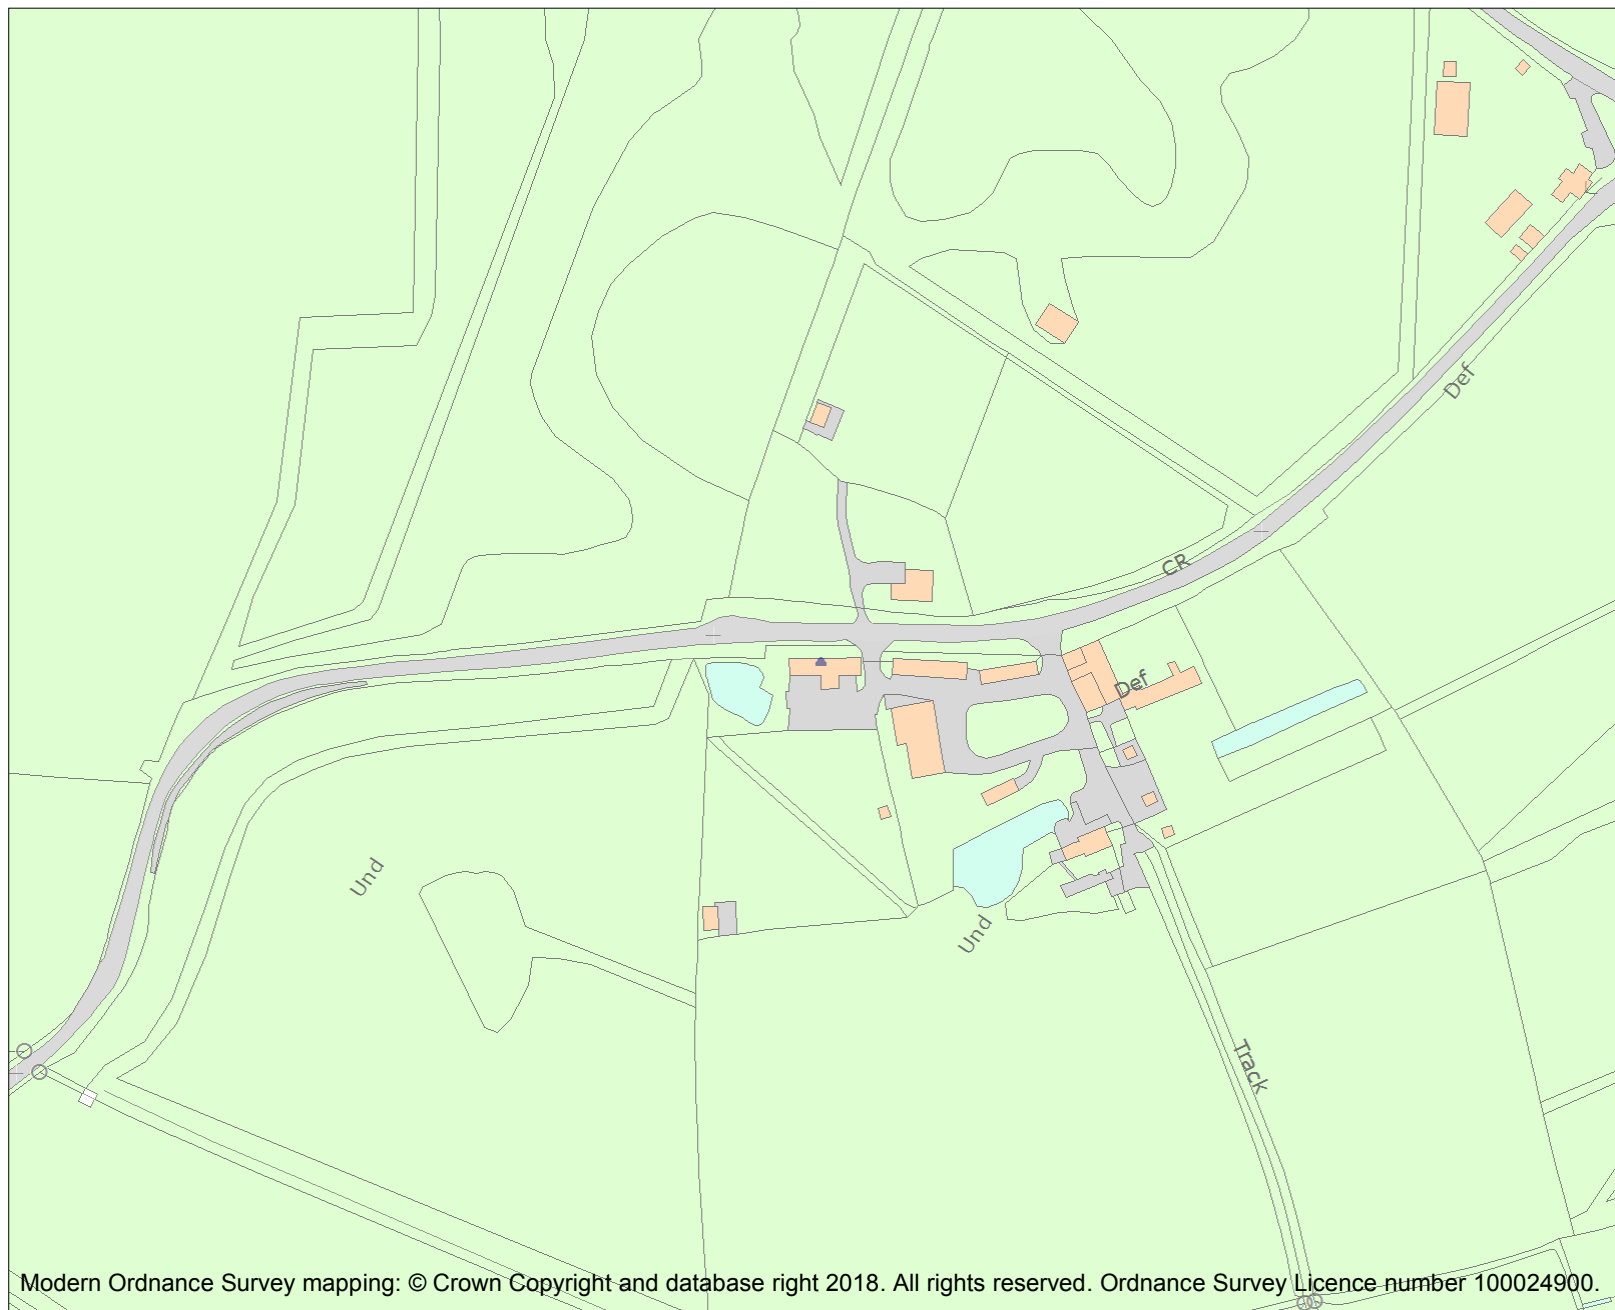 Def
CR
Def
Und
Und
Track
Modern Ordnance Survey mapping: © Crown Copyright and database right 2018. All rights reserved. Ordnance Survey Licence number 100024900.